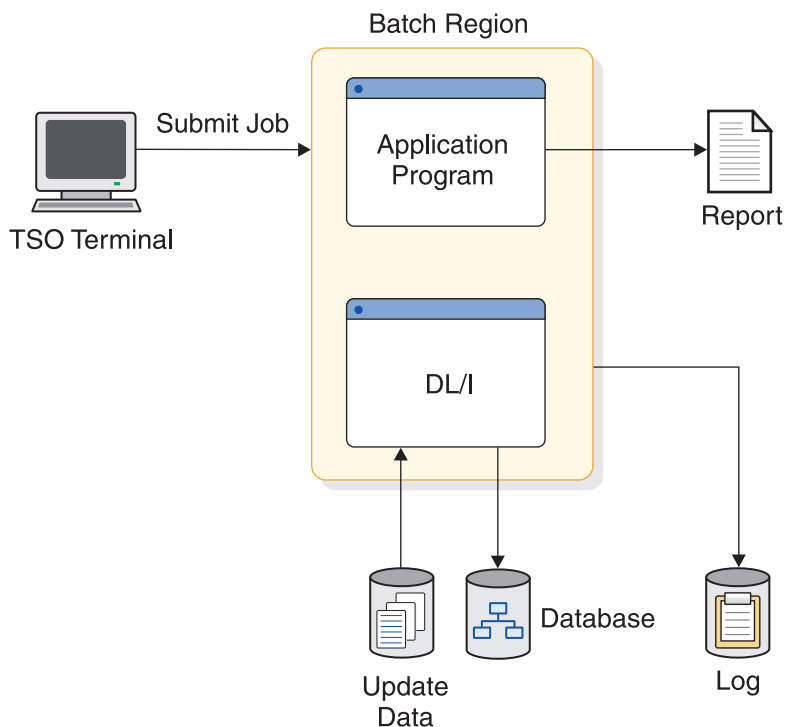 Batch Region
Submit Job
Application
Program
TSO Terminal
Report
DL/I
Database
Update
Data
Log